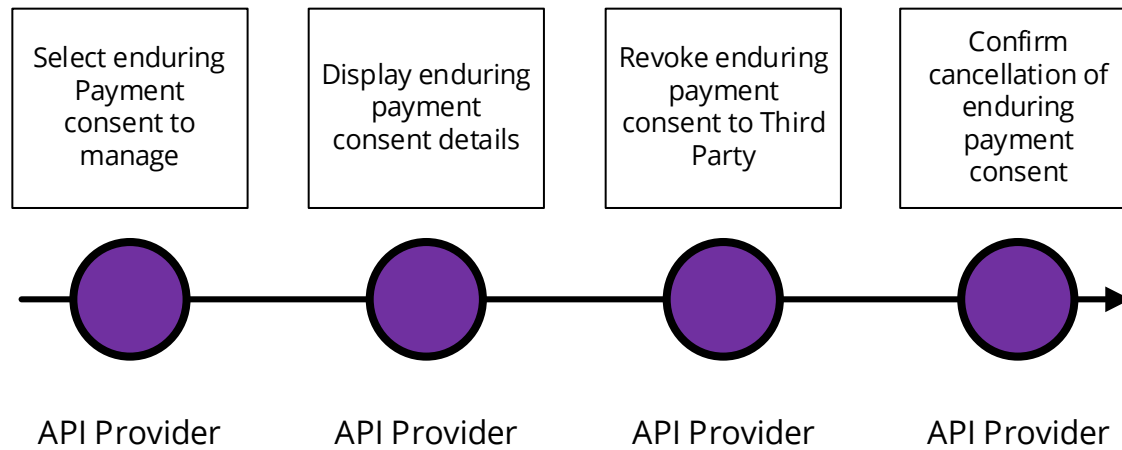 Select enduring
Payment
consent to
manage
Display enduring
payment
consent details
Revoke enduring
payment
consent to Third
Party
Confirm
cancellation of
enduring
payment
consent
API Provider
API Provider
API Provider
API Provider